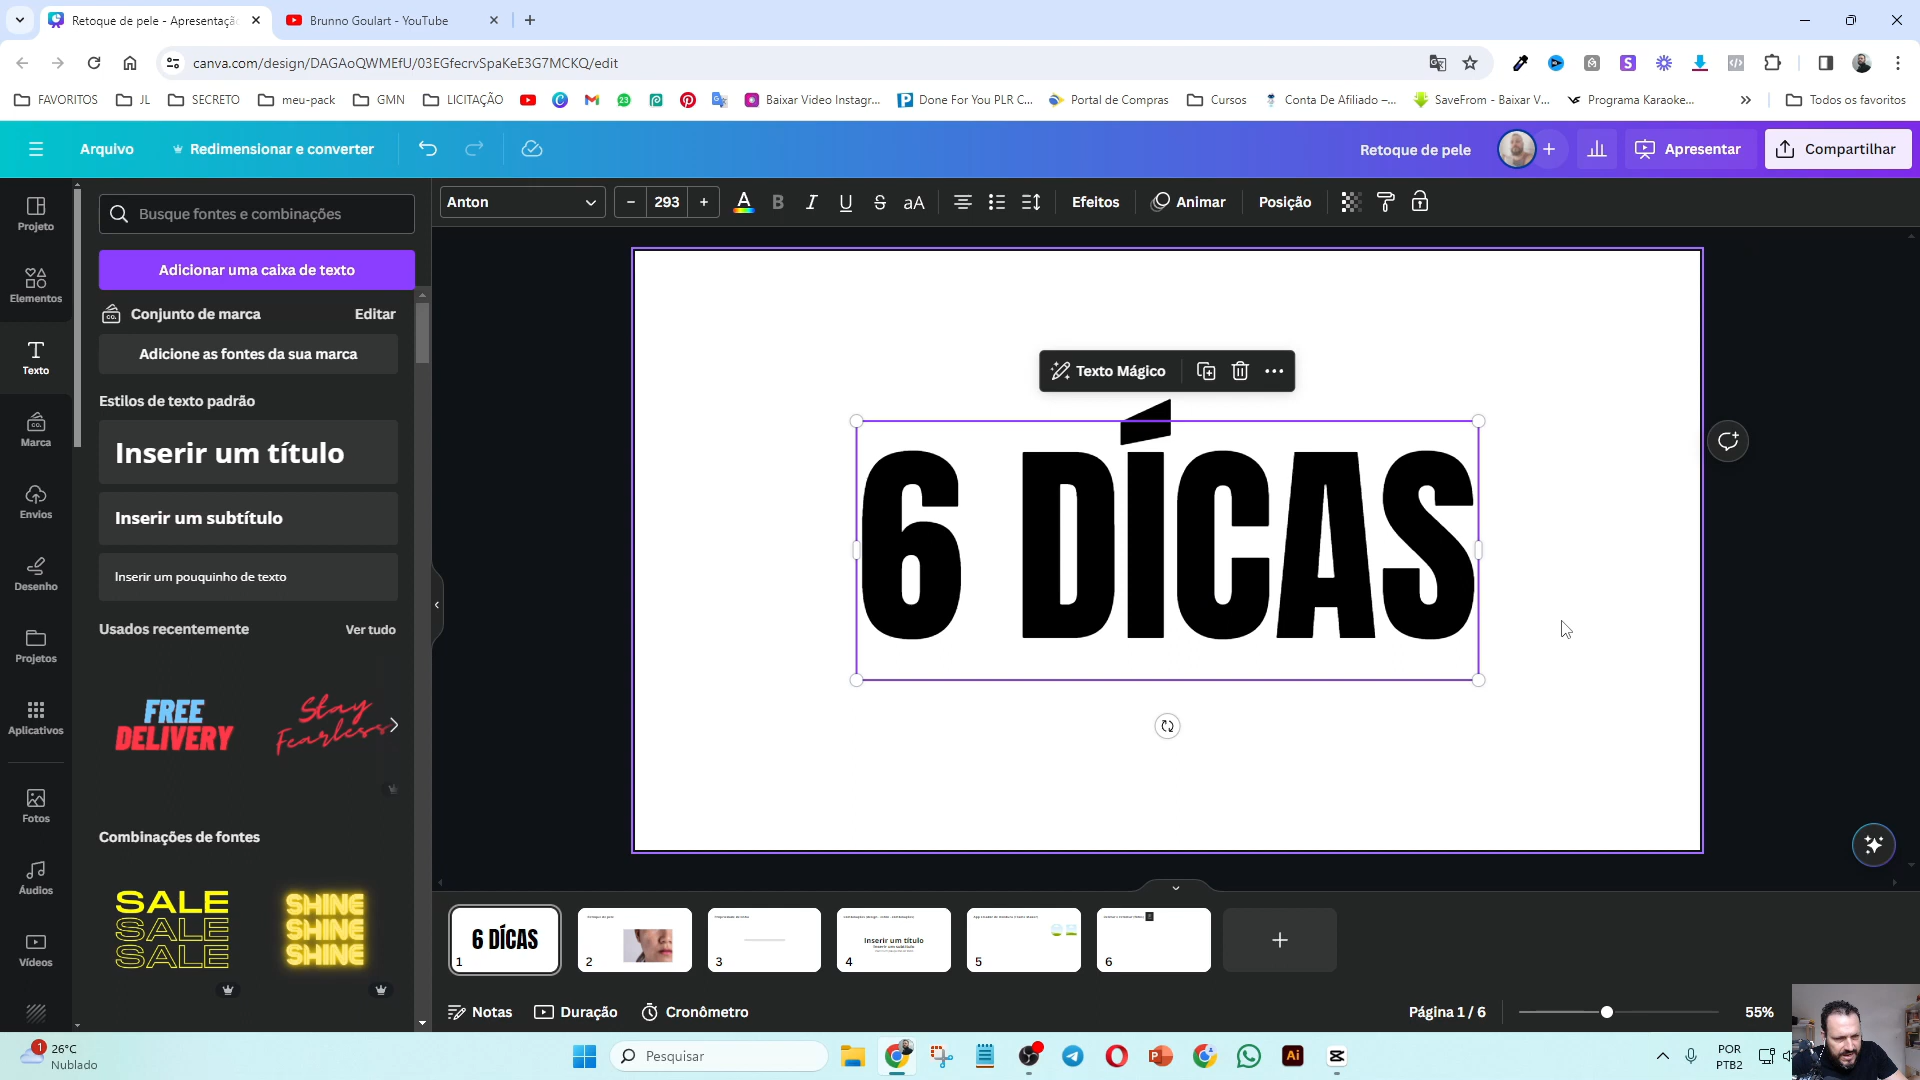 Retoque de pele - Apresentaçã
Brunno Goulart - YouTube
canva.com/design/DAGAoQWMEfU/03EGfecrvSpaKeE3G7MCKQ/edit
FAVORITOS
JL
SECRETO
meu-pack
GMN
LICITAÇÃO
23
Baixar Video Instagr...
Done For You PLR C...
Portal de Compras
Cursos
Conta De Afiliado –...
SaveFrom - Baixar V...
Programa Karaoke...
»
Todos os favoritos
Arquivo
Redimensionar e converter
Retoque de pele
Apresentar
Compartilhar
Projeto
Elementos
Texto
Marca
Envios
Desenho
Projetos
Aplicativos
Fotos
Áudios
Vídeos
Busque fontes e combinações
Adicionar uma caixa de texto
Conjunto de marca
Editar
Adicione as fontes da sua marca
Estilos de texto padrão
Inserir um título
Inserir um subtítulo
Inserir um pouquinho de texto
Usados recentemente
Ver tudo
FREE
DELIVERY
Stay
Fearless
Combinações de fontes
SALE
SALE
SALE
SHINE
SHINE
SHINE
Anton
– 293 +
A B I U S aA
Efeitos
Animar
Posição
Texto Mágico
6 DÍCAS
6 DÍCAS
1
2
3
4
Inserir um título
5
6
Notas
Duração
Cronômetro
Página 1 / 6
55%
1
26°C
Nublado
Pesquisar
Ai
POR
PTB2